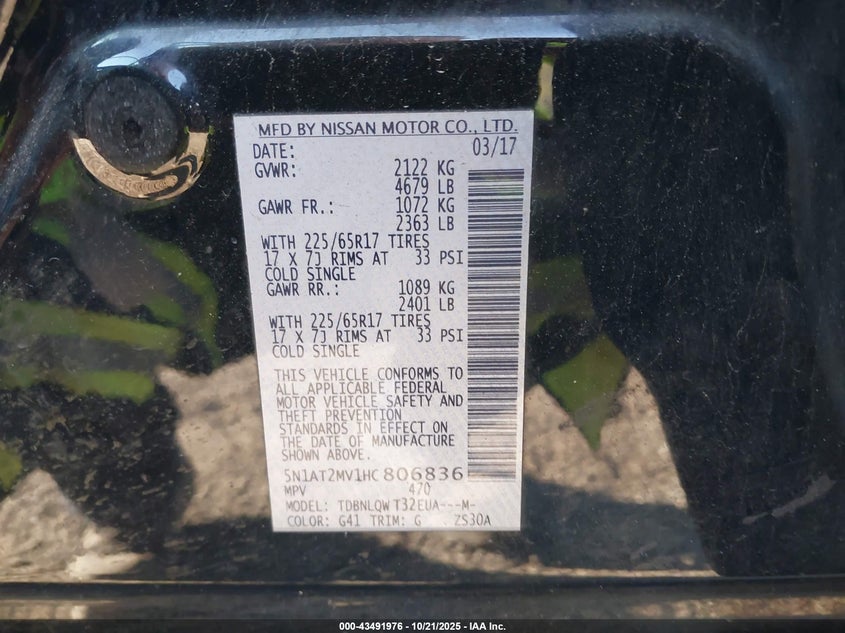 MFD BY NISSAN MOTOR CO., LTD.
DATE: 03/17
GVWR: 2122 KG
4679 LB
GAWR FR.: 1072 KG
2363 LB
WITH 225/65R17 TIRES
17 X 7J RIMS AT 33 PSI
COLD SINGLE
GAWR RR.: 1089 KG
2401 LB
WITH 225/65R17 TIRES
17 X 7J RIMS AT 33 PSI
COLD SINGLE
THIS VEHICLE CONFORMS TO
ALL APPLICABLE FEDERAL
MOTOR VEHICLE SAFETY AND
THEFT PREVENTION
STANDARDS IN EFFECT ON
THE DATE OF MANUFACTURE
SHOWN ABOVE.
5N1AT2MV1HC806836
MPV 470
MODEL: TDBNLQW T32EUA---M-
COLOR: G41 TRIM: G ZS30A
000-43491976 - 10/21/2025 - IAA Inc.